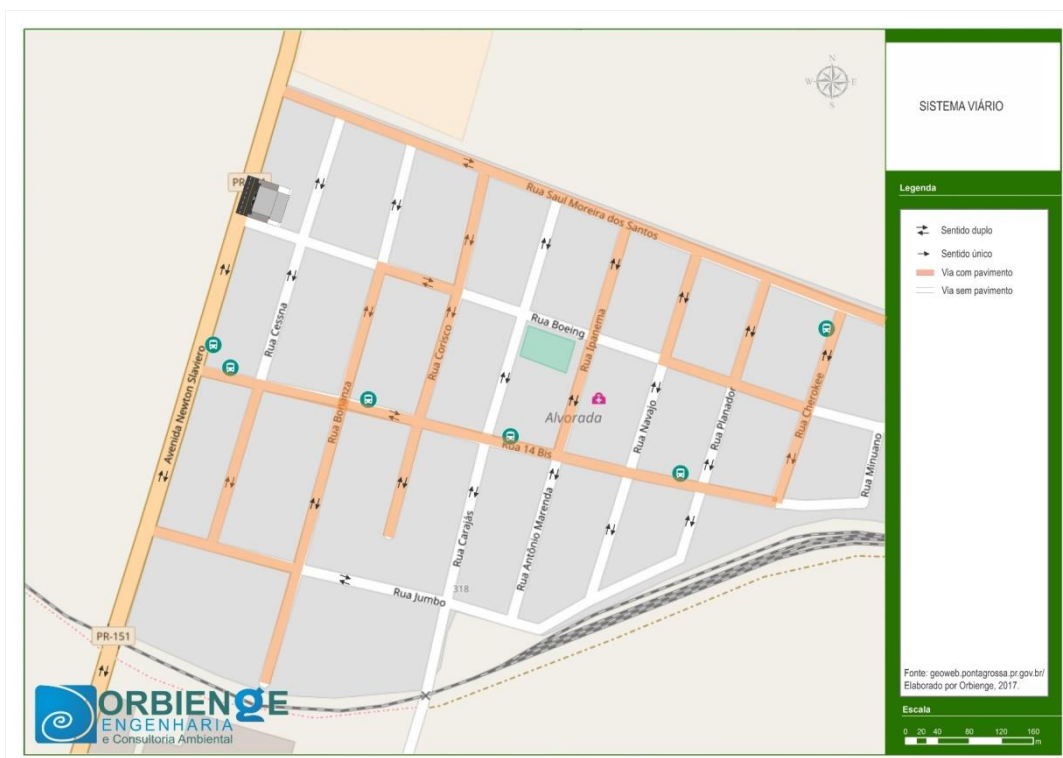 N
W E
S
PR
Rua Saul Moreira dos Santos
Rua Cessna
Rua Boeing
Rua Corisco
Rua Ipanema
Avenida Newton Slaviero
Rua Bonanza
Alvorada
Rua Navajo
Rua Planador
Rua Cherokee
Rua Minuano
Rua 14 Bis
Rua Carajás
Rua Antônio Marenda
318
Rua Jumbo
PR-151
ORBIENGE
ENGENHARIA
e Consultoria Ambiental
SISTEMA VIÁRIO
Legenda
Sentido duplo
Sentido único
Via com pavimento
Via sem pavimento
Fonte: geoweb.pontagrossa.pr.gov.br/
Elaborado por Orbienge, 2017.
Escala
0 20 40 60 120 160
m